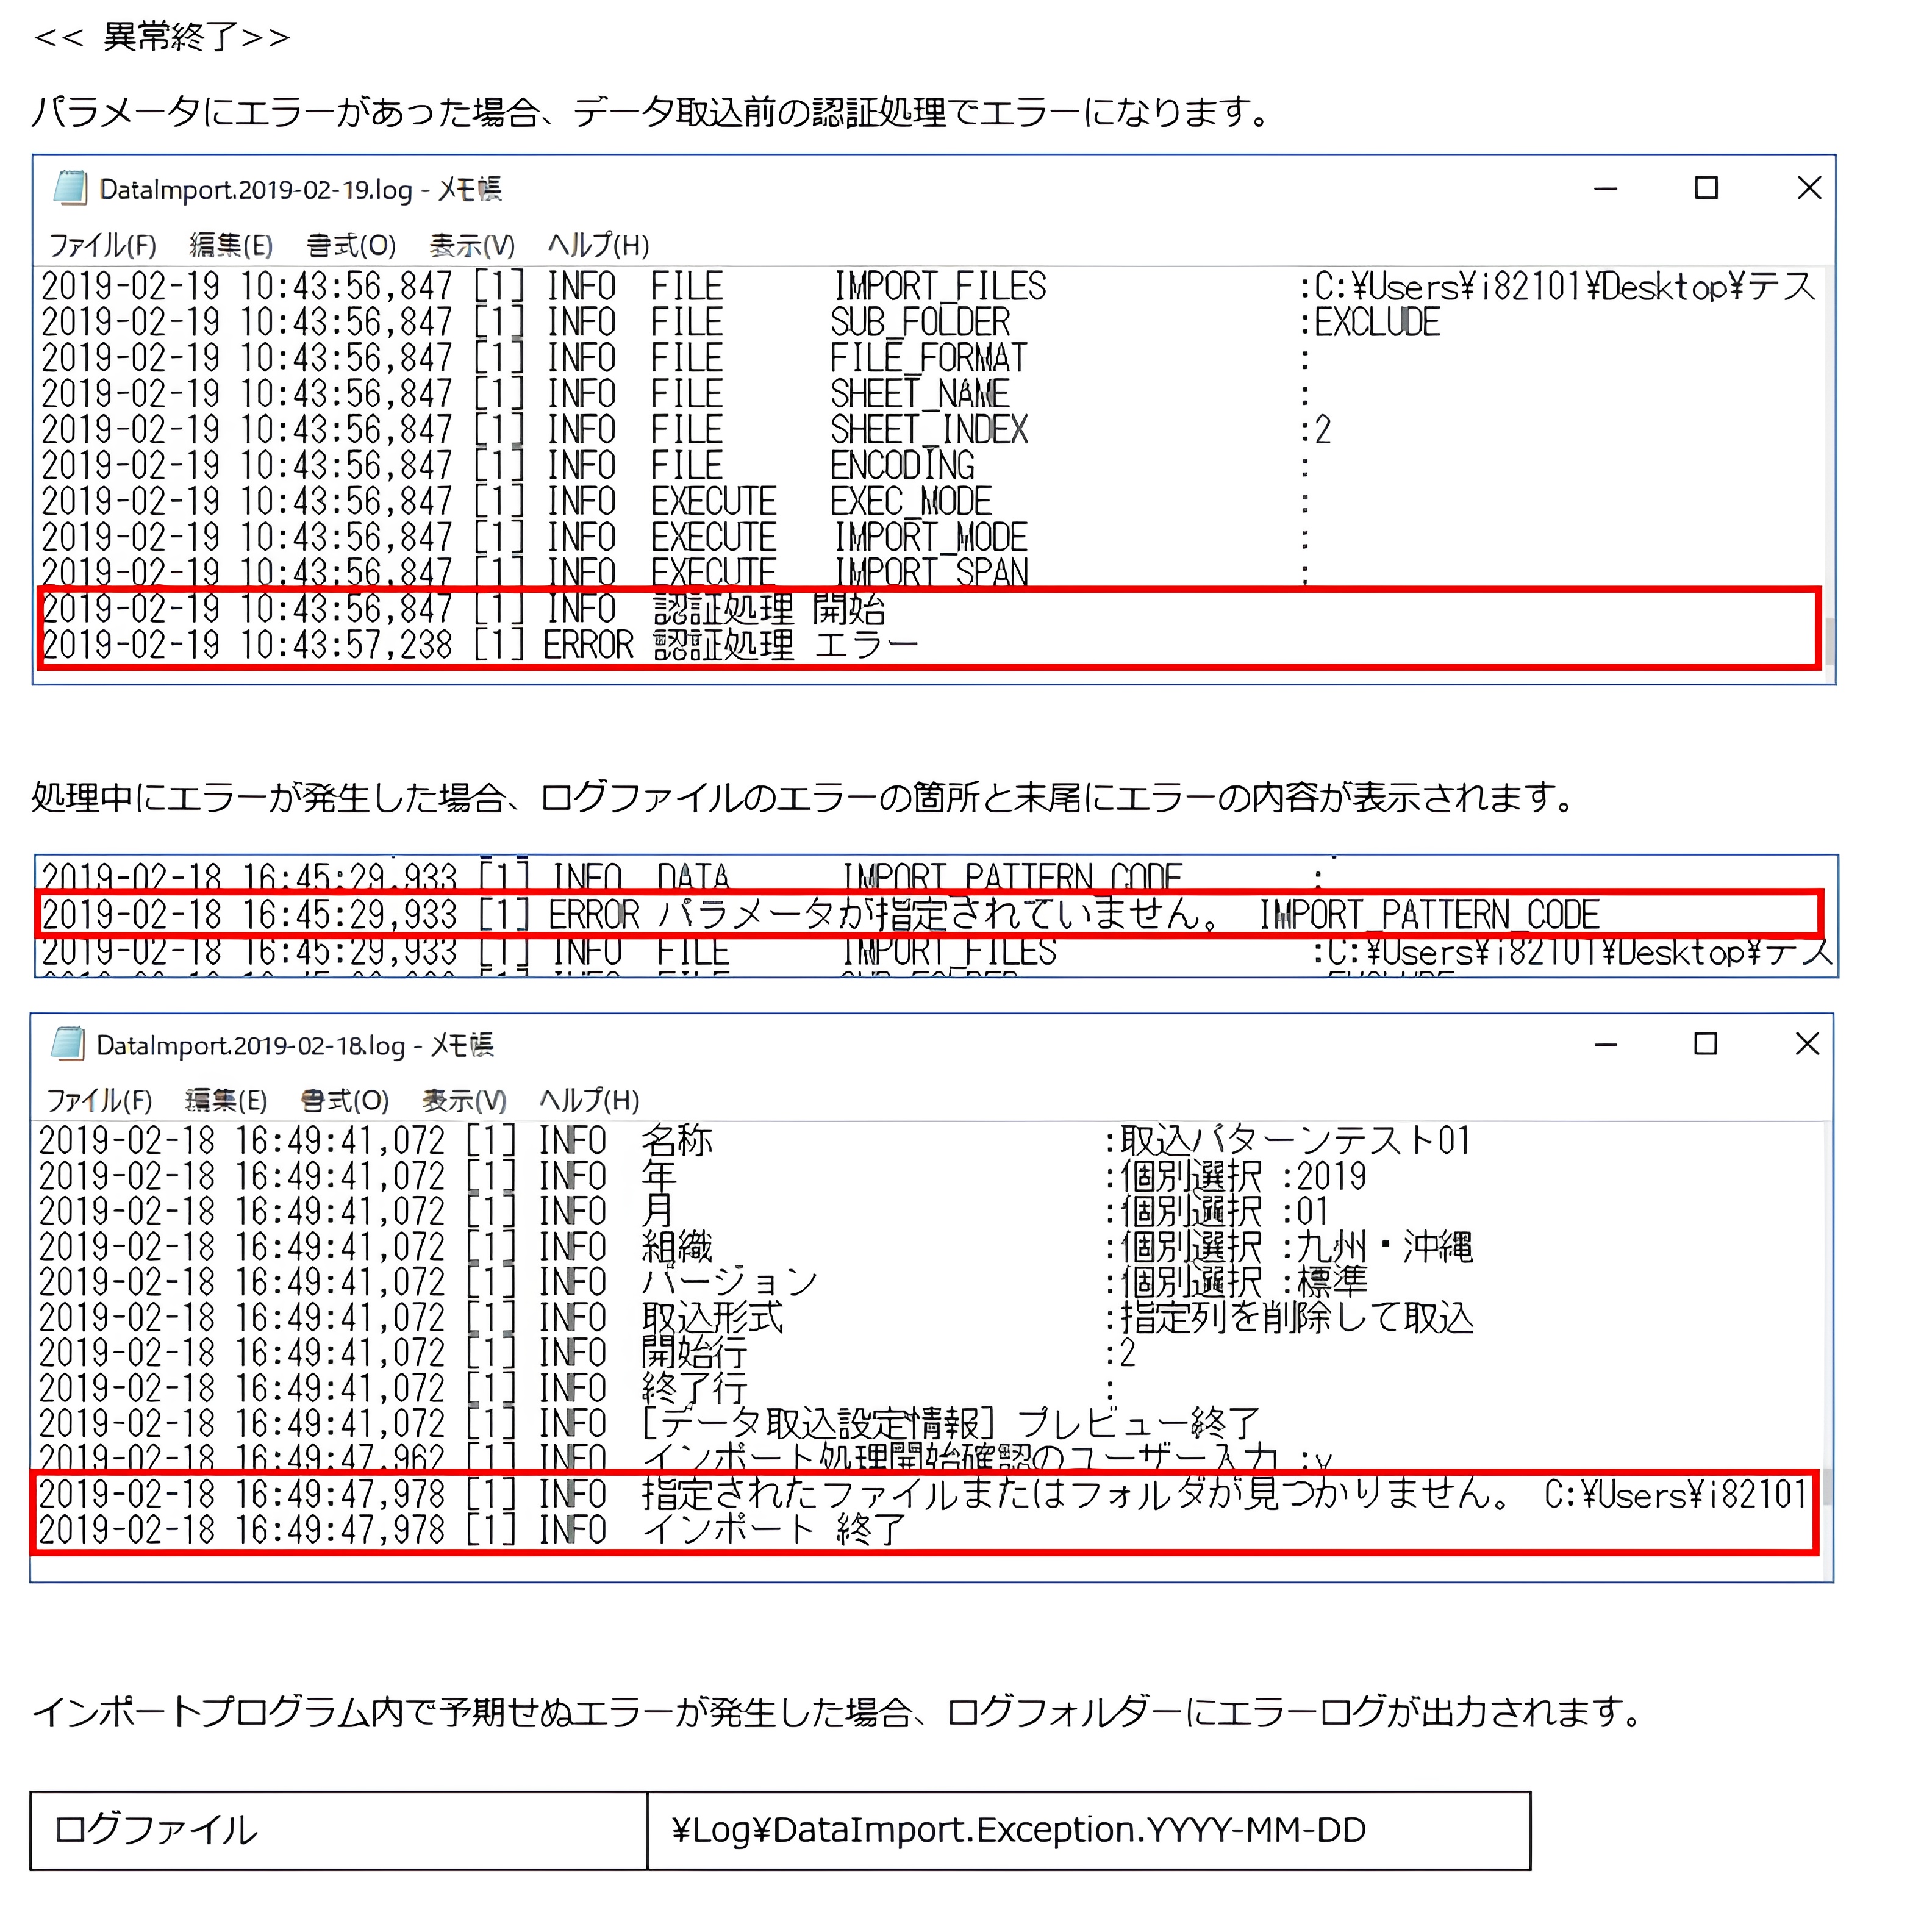 << 異常終了>>
パラメータにエラーがあった場合、データ取込前の認証処理でエラーになります。
DataImport.2019-02-19.log - メモ帳
ファイル(F) 編集(E) 書式(O) 表示(V) ヘルプ(H)
2019-02-19 10:43:56,847 [1] INFO FILE IMPORT_FILES :C:¥Users¥i82101¥Desktop¥テス
2019-02-19 10:43:56,847 [1] INFO FILE SUB_FOLDER :EXCLUDE
2019-02-19 10:43:56,847 [1] INFO FILE FILE_FORMAT :
2019-02-19 10:43:56,847 [1] INFO FILE SHEET_NAME :
2019-02-19 10:43:56,847 [1] INFO FILE SHEET_INDEX :2
2019-02-19 10:43:56,847 [1] INFO FILE ENCODING :
2019-02-19 10:43:56,847 [1] INFO EXECUTE EXEC_MODE :
2019-02-19 10:43:56,847 [1] INFO EXECUTE IMPORT_MODE :
2019-02-19 10:43:56,847 [1] INFO EXECUTE IMPORT_SPAN :
2019-02-19 10:43:56,847 [1] INFO 認証処理 開始
2019-02-19 10:43:57,238 [1] ERROR 認証処理 エラー
処理中にエラーが発生した場合、ログファイルのエラーの箇所と末尾にエラーの内容が表示されます。
2019-02-18 16:45:29,933 [1] INFO DATA IMPORT_PATTERN_CODE :
2019-02-18 16:45:29,933 [1] ERROR パラメータが指定されていません。 IMPORT_PATTERN_CODE
2019-02-18 16:45:29,933 [1] INFO FILE IMPORT_FILES :C:¥Users¥i82101¥Desktop¥テス
DataImport.2019-02-18.log - メモ帳
ファイル(F) 編集(E) 書式(O) 表示(V) ヘルプ(H)
2019-02-18 16:49:41,072 [1] INFO 名称 :取込パターンテスト01
2019-02-18 16:49:41,072 [1] INFO 年 :個別選択 :2019
2019-02-18 16:49:41,072 [1] INFO 月 :個別選択 :01
2019-02-18 16:49:41,072 [1] INFO 組織 :個別選択 :九州・沖縄
2019-02-18 16:49:41,072 [1] INFO バージョン :個別選択 :標準
2019-02-18 16:49:41,072 [1] INFO 取込形式 :指定列を削除して取込
2019-02-18 16:49:41,072 [1] INFO 開始行 :2
2019-02-18 16:49:41,072 [1] INFO 終了行 :
2019-02-18 16:49:41,072 [1] INFO [データ取込設定情報] プレビュー終了
2019-02-18 16:49:47,962 [1] INFO インポート処理開始確認のユーザー入力 :y
2019-02-18 16:49:47,978 [1] INFO 指定されたファイルまたはフォルダが見つかりません。 C:¥Users¥i82101
2019-02-18 16:49:47,978 [1] INFO インポート 終了
インポートプログラム内で予期せぬエラーが発生した場合、ログフォルダーにエラーログが出力されます。
ログファイル ¥Log¥DataImport.Exception.YYYY-MM-DD